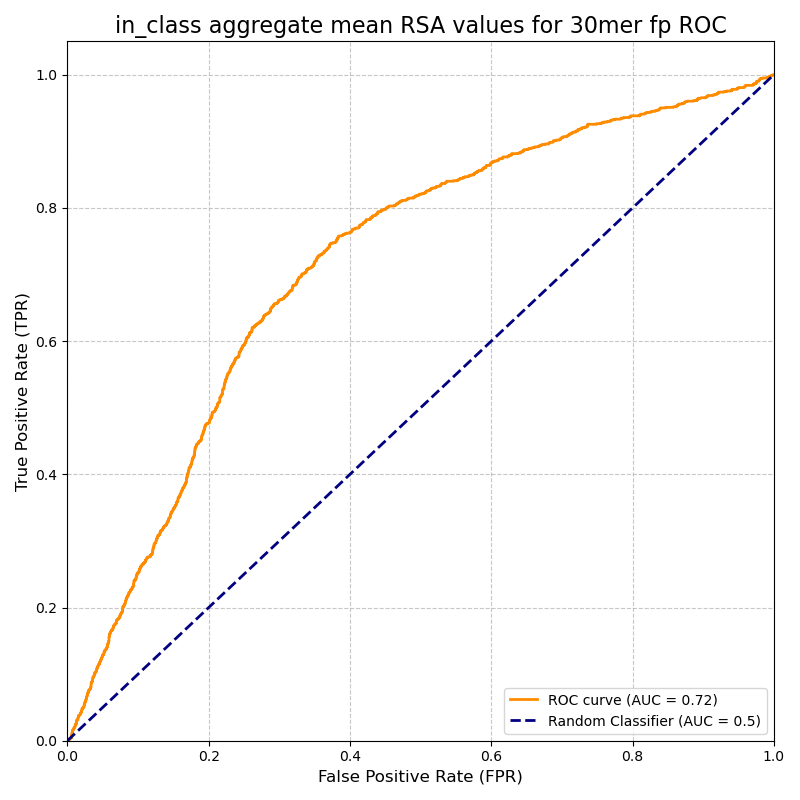 in_class aggregate mean RSA values for 30mer fp ROC
True Positive Rate (TPR)
1.0
0.8
0.6
0.4
0.2
0.0
0.0 0.2 0.4 0.6 0.8 1.0
False Positive Rate (FPR)
ROC curve (AUC = 0.72)
Random Classifier (AUC = 0.5)